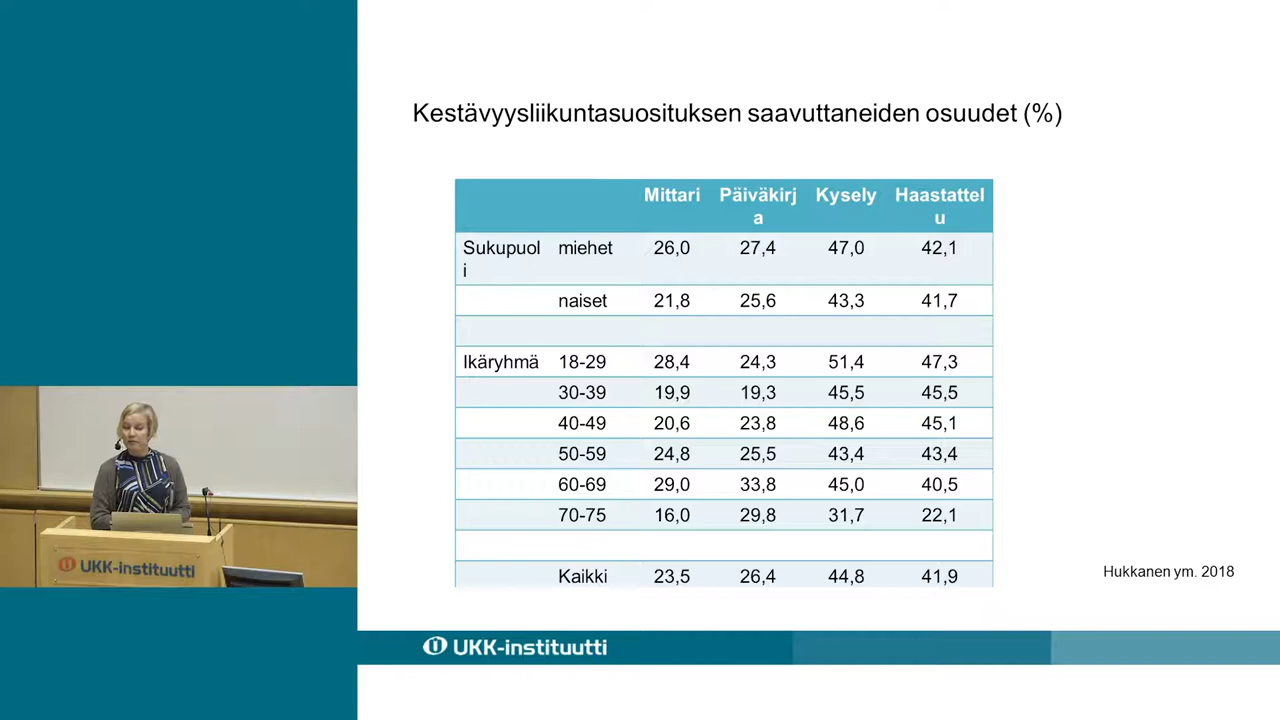 Kestävyysliikuntasuosituksen saavuttaneiden osuudet (%)
Mittari Päiväkirj Kysely Haastattel
a u
Sukupuol miehet 26,0 27,4 47,0 42,1
i
naiset 21,8 25,6 43,3 41,7
Ikäryhmä 18-29 28,4 24,3 51,4 47,3
30-39 19,9 19,3 45,5 45,5
40-49 20,6 23,8 48,6 45,1
50-59 24,8 25,5 43,4 43,4
60-69 29,0 33,8 45,0 40,5
70-75 16,0 29,8 31,7 22,1
Kaikki 23,5 26,4 44,8 41,9
Hukkanen ym. 2018
UKK-instituutti
UKK-instituutti